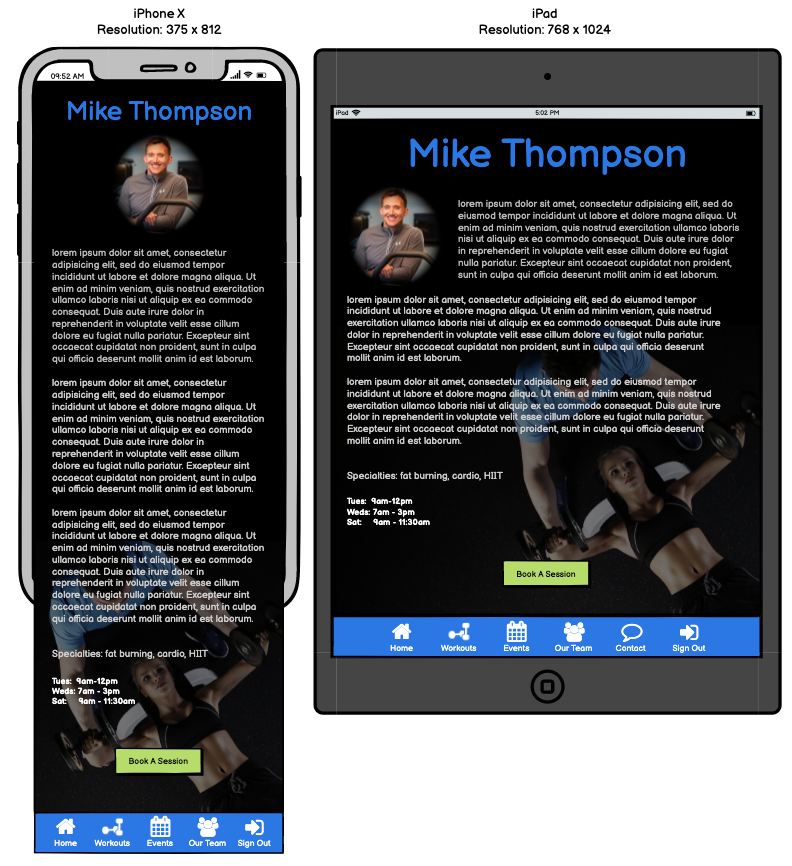 iPhone X
Resolution: 375 x 812
09:52 AM
Mike Thompson
lorem ipsum dolor sit amet, consectetur
adipisicing elit, sed do eiusmod tempor
incididunt ut labore et dolore magna aliqua. Ut
enim ad minim veniam, quis nostrud exercitation
ullamco laboris nisi ut aliquip ex ea commodo
consequat. Duis aute irure dolor in
reprehenderit in voluptate velit esse cillum
dolore eu fugiat nulla pariatur. Excepteur sint
occaecat cupidatat non proident, sunt in culpa
qui officia deserunt mollit anim id est laborum.
lorem ipsum dolor sit amet, consectetur
adipisicing elit, sed do eiusmod tempor
incididunt ut labore et dolore magna aliqua. Ut
enim ad minim veniam, quis nostrud exercitation
ullamco laboris nisi ut aliquip ex ea commodo
consequat. Duis aute irure dolor in
reprehenderit in voluptate velit esse cillum
dolore eu fugiat nulla pariatur. Excepteur sint
occaecat cupidatat non proident, sunt in culpa
qui officia deserunt mollit anim id est laborum.
lorem ipsum dolor sit amet, consectetur
adipisicing elit, sed do eiusmod tempor
incididunt ut labore et dolore magna aliqua. Ut
enim ad minim veniam, quis nostrud exercitation
ullamco laboris nisi ut aliquip ex ea commodo
consequat. Duis aute irure dolor in
reprehenderit in voluptate velit esse cillum
dolore eu fugiat nulla pariatur. Excepteur sint
occaecat cupidatat non proident, sunt in culpa
qui officia deserunt mollit anim id est laborum.
Specialties: fat burning, cardio, HIIT
Tues: 9am-12pm
Weds: 7am - 3pm
Sat: 9am - 11:30am
Book A Session
Home Workouts Events Our Team Sign Out
iPad
Resolution: 768 x 1024
iPad 5:02 PM
Mike Thompson
lorem ipsum dolor sit amet, consectetur adipisicing elit, sed do
eiusmod tempor incididunt ut labore et dolore magna aliqua. Ut
enim ad minim veniam, quis nostrud exercitation ullamco laboris
nisi ut aliquip ex ea commodo consequat. Duis aute irure dolor in
reprehenderit in voluptate velit esse cillum dolore eu fugiat
nulla pariatur. Excepteur sint occaecat cupidatat non proident,
sunt in culpa qui officia deserunt mollit anim id est laborum.
lorem ipsum dolor sit amet, consectetur adipisicing elit, sed do eiusmod
tempor incididunt ut labore et dolore magna aliqua. Ut enim ad minim veniam, quis nostrud
exercitation ullamco laboris nisi ut aliquip ex ea commodo consequat. Duis aute irure
dolor in reprehenderit in voluptate velit esse cillum dolore eu fugiat nulla pariatur.
Excepteur sint occaecat cupidatat non proident, sunt in culpa qui officia deserunt
mollit anim id est laborum.
lorem ipsum dolor sit amet, consectetur adipisicing elit, sed do eiusmod
tempor incididunt ut labore et dolore magna aliqua. Ut enim ad minim veniam, quis nostrud
exercitation ullamco laboris nisi ut aliquip ex ea commodo consequat. Duis aute irure
dolor in reprehenderit in voluptate velit esse cillum dolore eu fugiat nulla pariatur.
Excepteur sint occaecat cupidatat non proident, sunt in culpa qui officia deserunt
mollit anim id est laborum.
Specialties: fat burning, cardio, HIIT
Tues: 9am-12pm
Weds: 7am - 3pm
Sat: 9am - 11:30am
Book A Session
Home Workouts Events Our Team Contact Sign Out